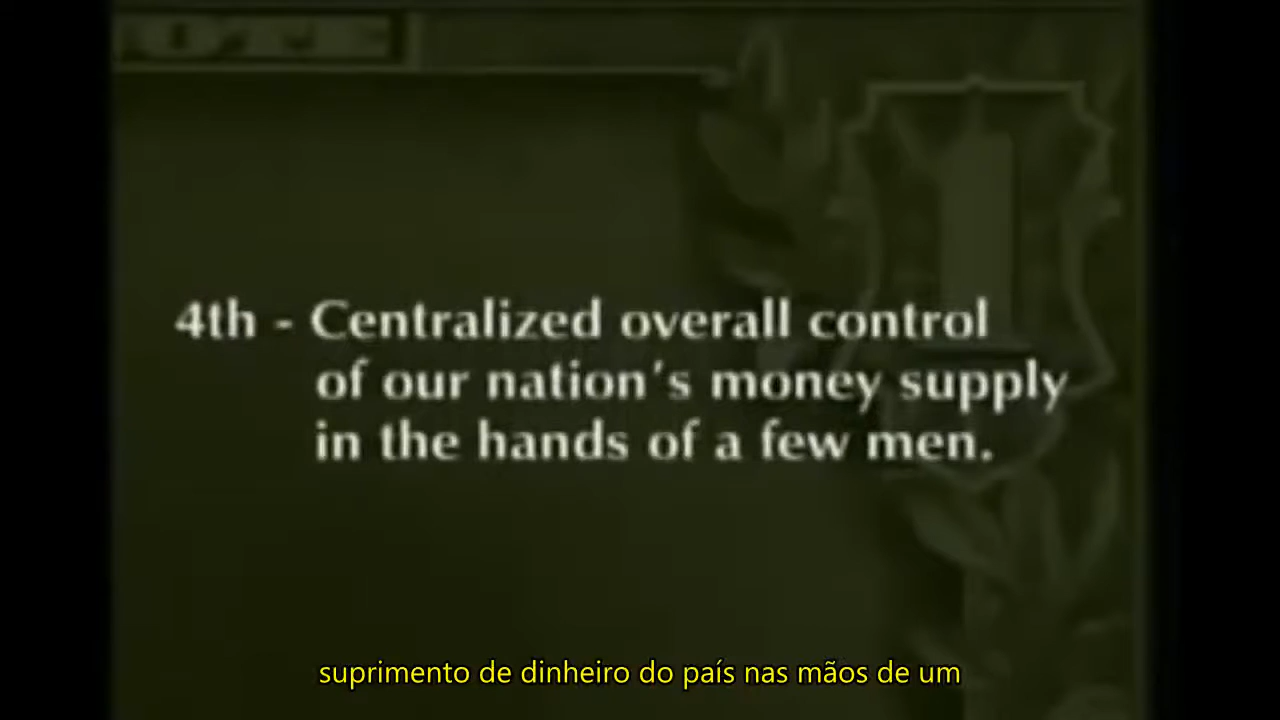 4th - Centralized overall control
of our nation's money supply
in the hands of a few men.
suprimento de dinheiro do país nas mãos de um